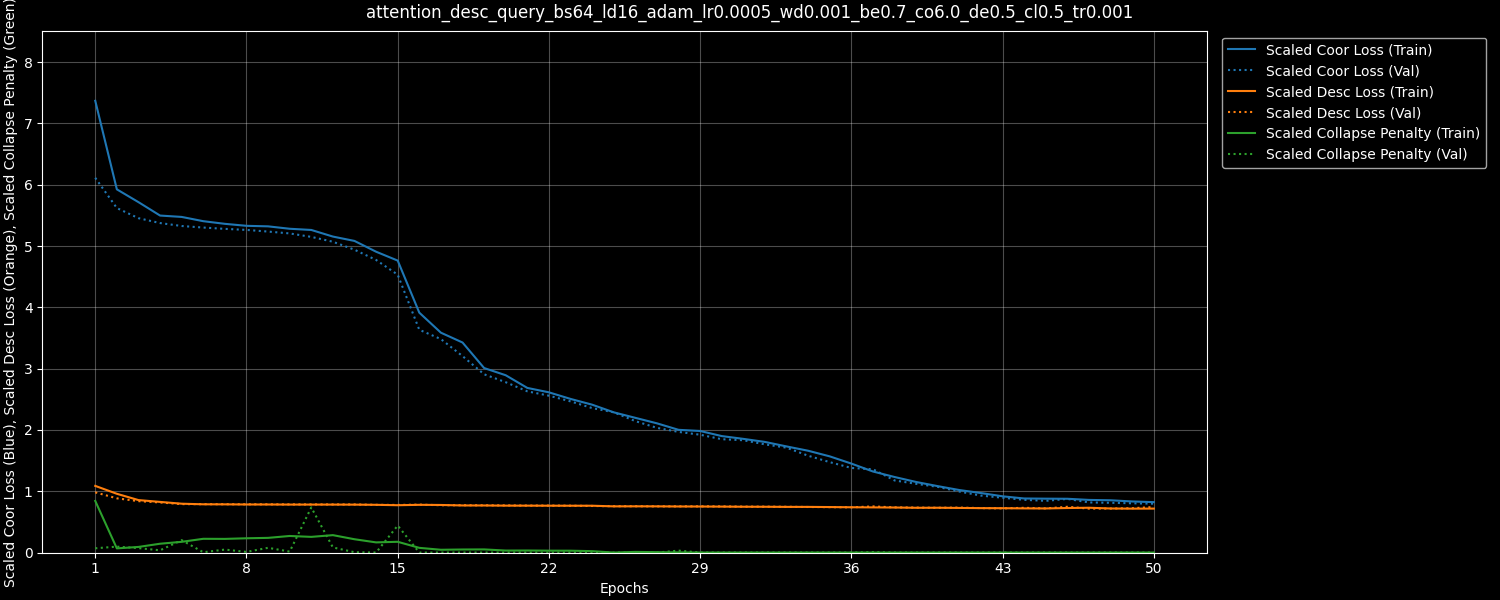 attention_desc_query_bs64_ld16_adam_lr0.0005_wd0.001_be0.7_co6.0_de0.5_cl0.5_tr0.001
Scaled Coor Loss (Blue), Scaled Desc Loss (Orange), Scaled Collapse Penalty (Green)
8
7
6
5
4
3
2
1
0
1 8 15 22 29 36 43 50
Epochs
Scaled Coor Loss (Train)
Scaled Coor Loss (Val)
Scaled Desc Loss (Train)
Scaled Desc Loss (Val)
Scaled Collapse Penalty (Train)
Scaled Collapse Penalty (Val)